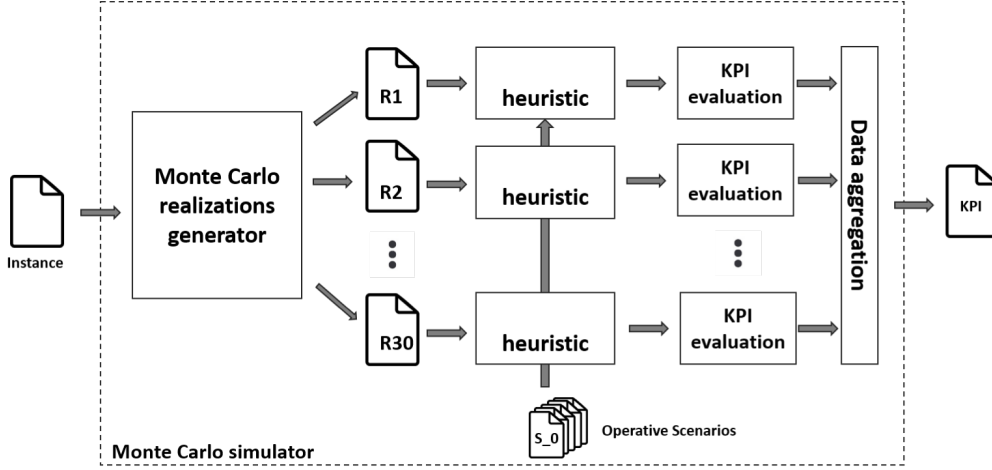 Instance
Monte Carlo
realizations
generator
R1
R2
R30
heuristic
heuristic
heuristic
KPI
evaluation
KPI
evaluation
KPI
evaluation
Data aggregation
KPI
S_0
Operative Scenarios
Monte Carlo simulator